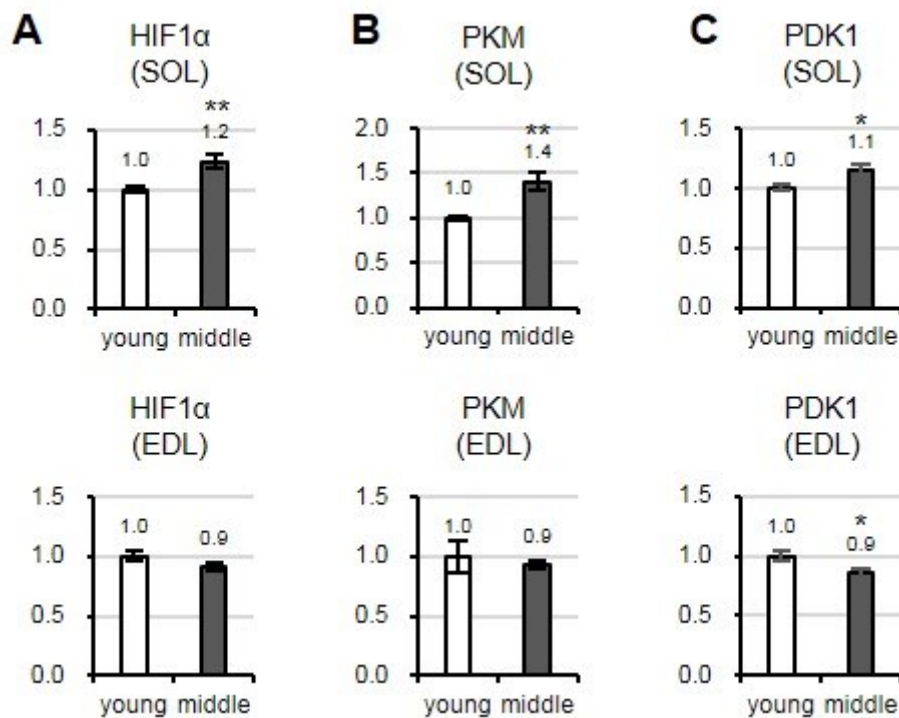 A
HIF1α
(SOL)
**
1.5
1.2
1.0
1.0
0.5
0.0
young middle
B
PKM
(SOL)
2.0
**
1.4
1.5
1.0
1.0
0.5
0.0
young middle
C
PDK1
(SOL)
*
1.5
1.1
1.0
1.0
0.5
0.0
young middle
HIF1α
(EDL)
1.5
1.0
0.9
1.0
0.5
0.0
young middle
PKM
(EDL)
1.5
1.0
0.9
1.0
0.5
0.0
young middle
PDK1
(EDL)
1.5
1.0
*
0.9
1.0
0.5
0.0
young middle